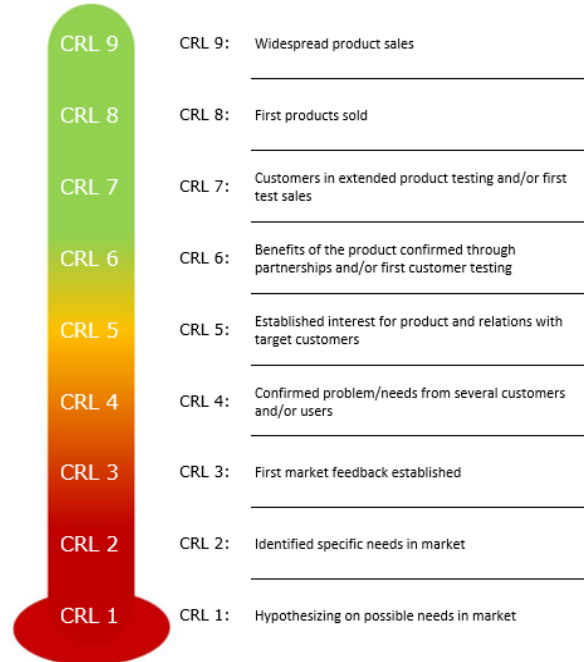 CRL 9 CRL 9: Widespread product sales
CRL 8 CRL 8: First products sold
CRL 7 CRL 7: Customers in extended product testing and/or first
test sales
CRL 6 CRL 6: Benefits of the product confirmed through
partnerships and/or first customer testing
CRL 5 CRL 5: Established interest for product and relations with
target customers
CRL 4 CRL 4: Confirmed problem/needs from several customers
and/or users
CRL 3 CRL 3: First market feedback established
CRL 2 CRL 2: Identified specific needs in market
CRL 1 CRL 1: Hypothesizing on possible needs in market